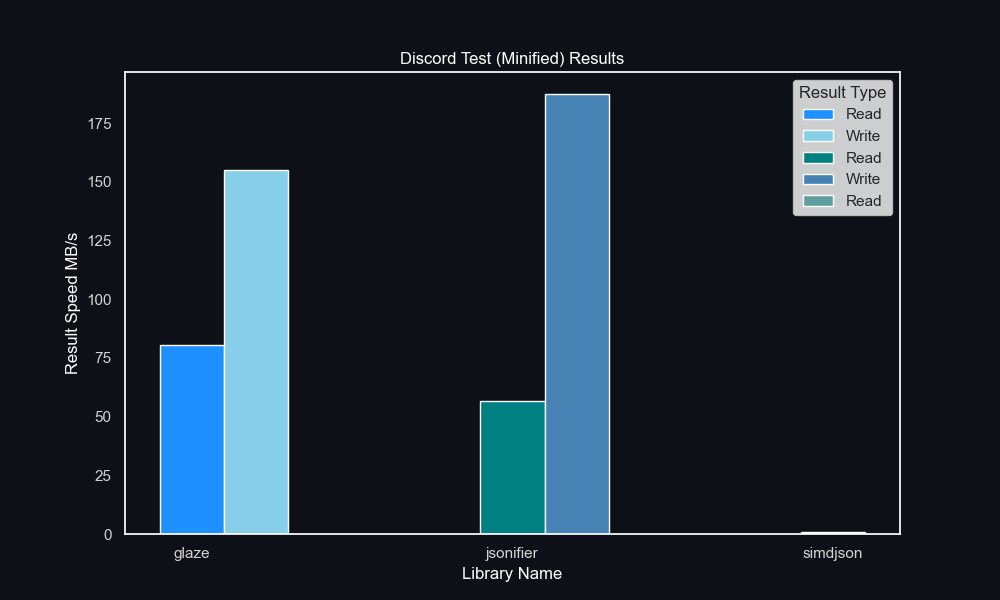 Discord Test (Minified) Results
Result Type
Read
Write
Read
Write
Read
Result Speed MB/s
175
150
125
100
75
50
25
0
glaze
jsonifier
simdjson
Library Name